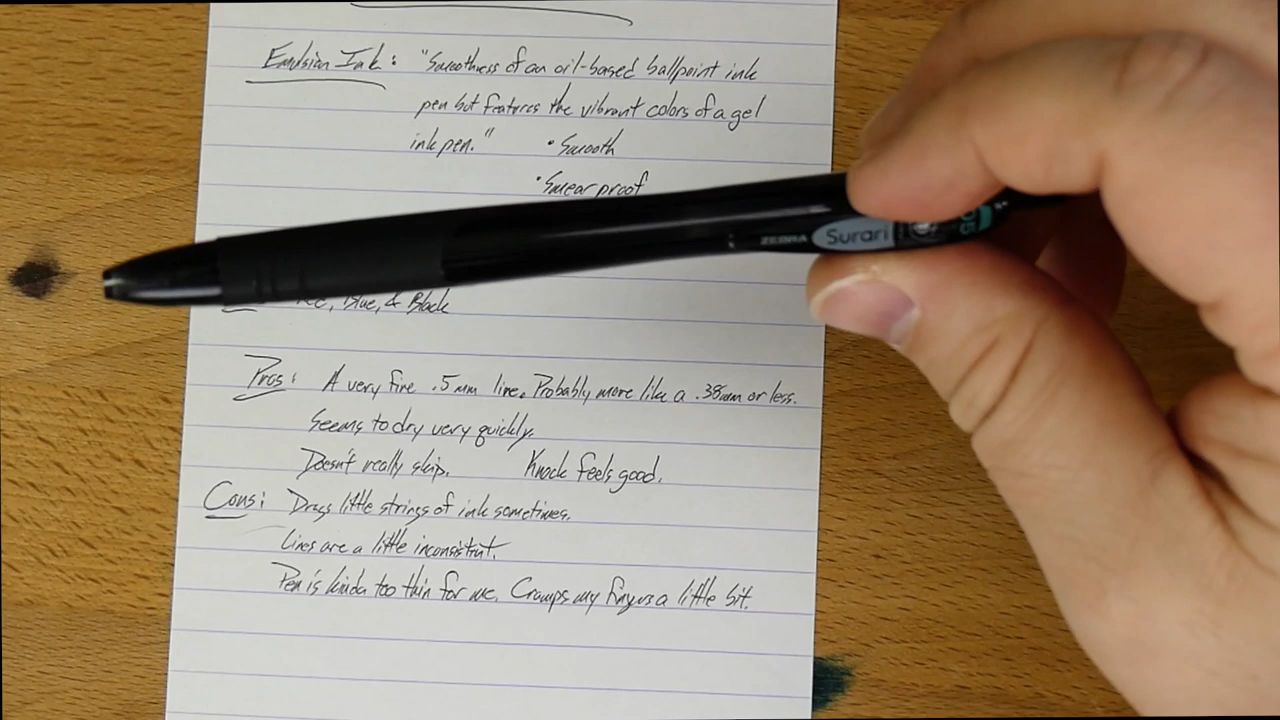 Emulsion Ink: "Smoothness of an oil-based ballpoint ink
pen but features the vibrant colors of a gel
ink pen." • Smooth
• Smear proof
ZEBRA Surari 05
Red, Blue, & Black
Pros: A very fine .5mm line. Probably more like a .38mm or less.
Seems to dry very quickly.
Doesn't really skip. Knock feels good.
Cons: Drags little strings of ink sometimes.
Lines are a little inconsistent.
Pen is kinda too thin for me. Cramps my fingers a little bit.